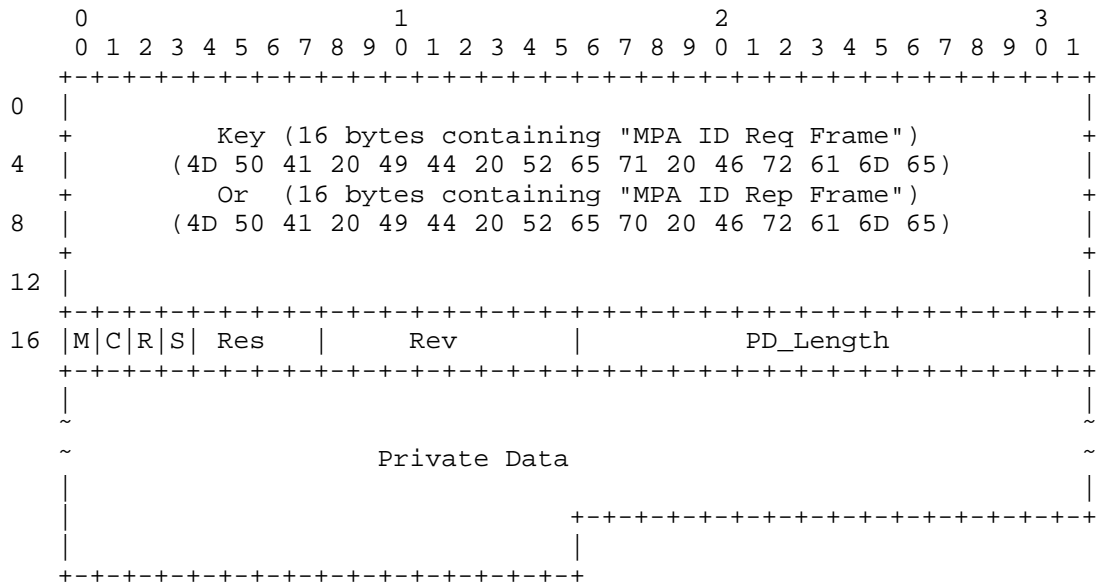 0                   1                   2                   3
    0 1 2 3 4 5 6 7 8 9 0 1 2 3 4 5 6 7 8 9 0 1 2 3 4 5 6 7 8 9 0 1
   +-+-+-+-+-+-+-+-+-+-+-+-+-+-+-+-+-+-+-+-+-+-+-+-+-+-+-+-+-+-+-+-+
0  |                                                               |
   +         Key (16 bytes containing "MPA ID Req Frame")          +
4  |      (4D 50 41 20 49 44 20 52 65 71 20 46 72 61 6D 65)        |
   +         Or  (16 bytes containing "MPA ID Rep Frame")          +
8  |      (4D 50 41 20 49 44 20 52 65 70 20 46 72 61 6D 65)        |
   +                                                               +
12 |                                                               |
   +-+-+-+-+-+-+-+-+-+-+-+-+-+-+-+-+-+-+-+-+-+-+-+-+-+-+-+-+-+-+-+-+
16 |M|C|R|S| Res   |     Rev       |          PD_Length            |
   +-+-+-+-+-+-+-+-+-+-+-+-+-+-+-+-+-+-+-+-+-+-+-+-+-+-+-+-+-+-+-+-+
   |                                                               |
   ~                                                               ~
   ~                   Private Data                                ~
   |                                                               |
   |                               +-+-+-+-+-+-+-+-+-+-+-+-+-+-+-+-+
   |                               |
   +-+-+-+-+-+-+-+-+-+-+-+-+-+-+-+-+